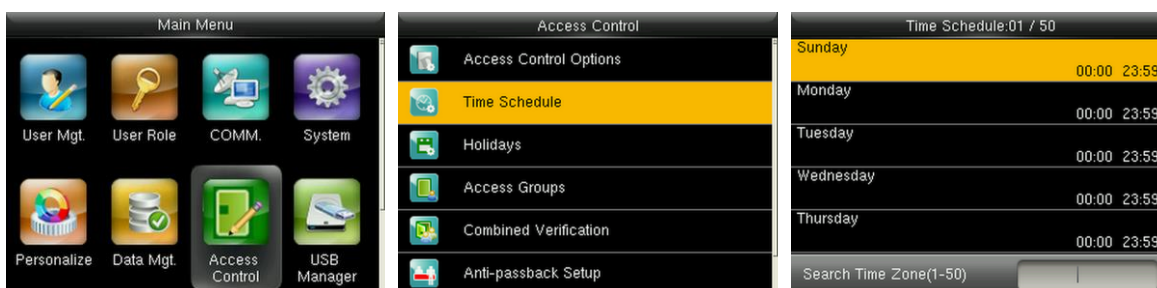 Main Menu
User Mgt. User Role COMM. System
Personalize Data Mgt. Access Control USB Manager
Access Control
Access Control Options
Time Schedule
Holidays
Access Groups
Combined Verification
Anti-passback Setup
Time Schedule:01 / 50
Sunday
00:00 23:59
Monday
00:00 23:59
Tuesday
00:00 23:59
Wednesday
00:00 23:59
Thursday
00:00 23:59
Search Time Zone(1-50)